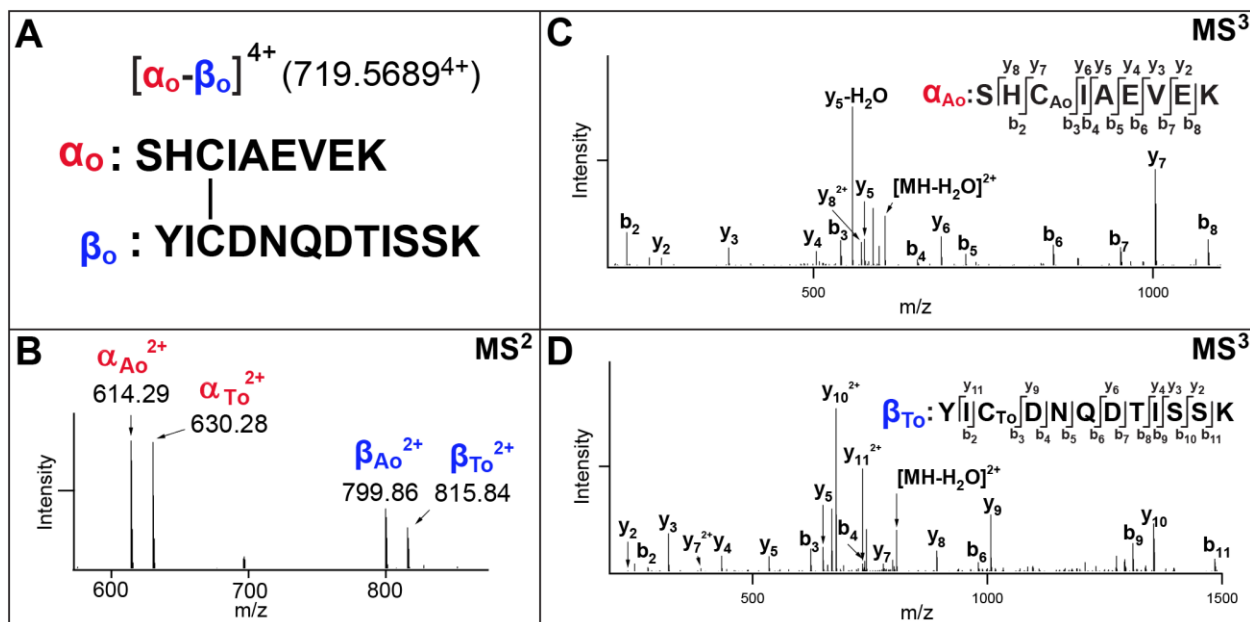 A
[αo-βo]⁴⁺ (719.5689⁴⁺)
αo : SHCIAEVEK
βo : YICDNQDTISSK
B
MS²
αAo²⁺
614.29
αTo²⁺
630.28
βAo²⁺
799.86
βTo²⁺
815.84
Intensity
600 700 800
m/z
C
MS³
y8 y7 y6 y5 y4 y3 y2
αAo: S H CAo I A E V E K
b2 b3 b4 b5 b6 b7 b8
y5-H2O
y8²⁺ y5 [MH-H2O]²⁺
y7
b2 y2 y3 y4 b3 b4 y6 b5 b6 b7 b8
Intensity
500 1000
m/z
D
MS³
y11 y9 y6 y4 y3 y2
βTo: Y I CTo D N Q D T I S S K
b2 b3 b4 b5 b6 b7 b8 b9 b10 b11
y10²⁺
y11²⁺
[MH-H2O]²⁺
y2 b2 y3 y7²⁺ y4 y5 b3 y5 b4 y7 y8 b6 y9 b9 y10 b11
Intensity
500 1000 1500
m/z